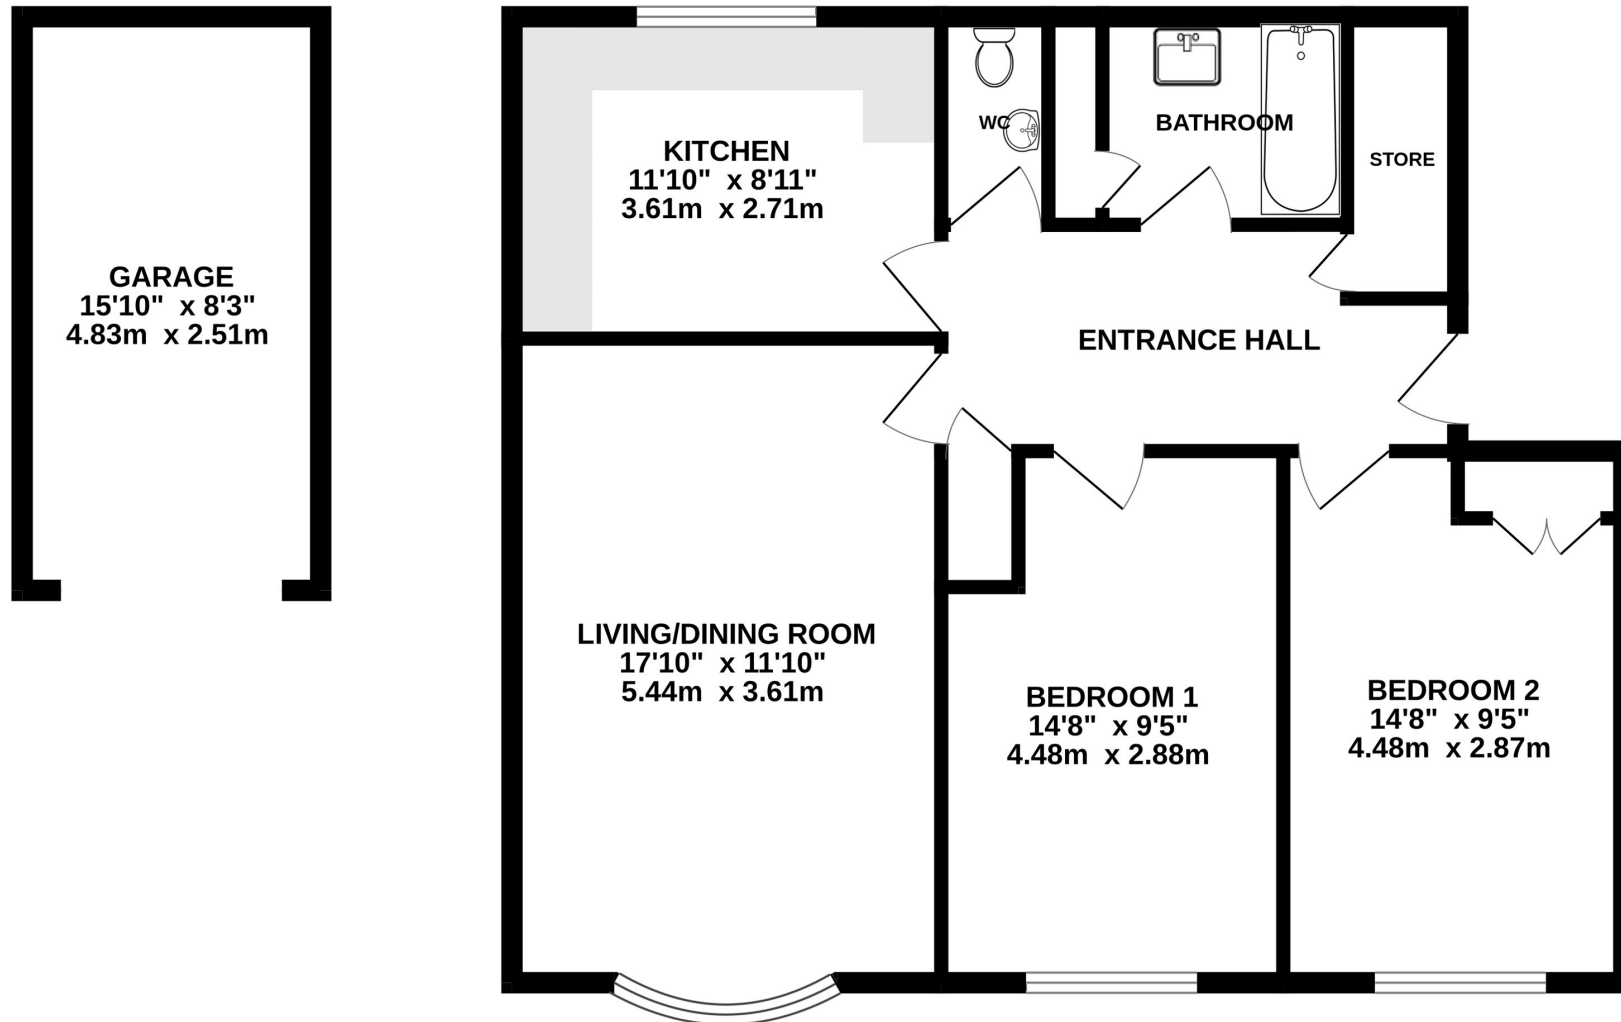 GARAGE
15'10" x 8'3"
4.83m x 2.51m
KITCHEN
11'10" x 8'11"
3.61m x 2.71m
WC
BATHROOM
STORE
ENTRANCE HALL
LIVING/DINING ROOM
17'10" x 11'10"
5.44m x 3.61m
BEDROOM 1
14'8" x 9'5"
4.48m x 2.88m
BEDROOM 2
14'8" x 9'5"
4.48m x 2.87m